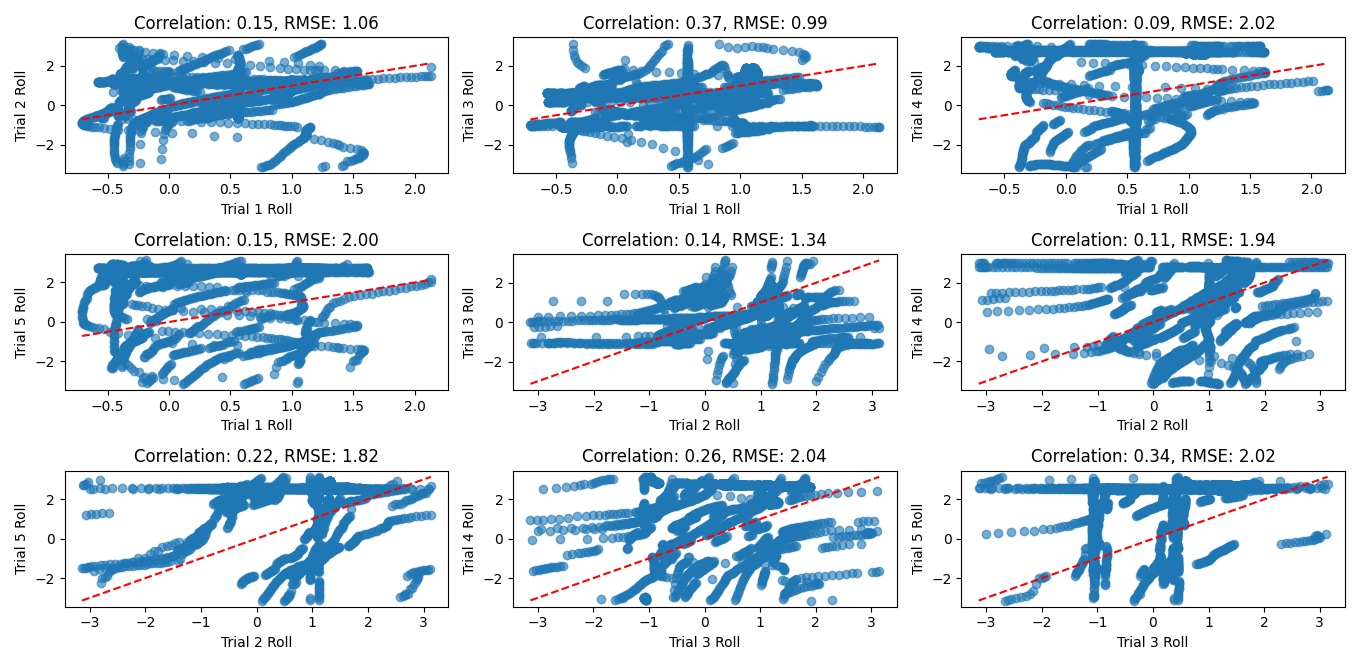 Correlation: 0.15, RMSE: 1.06
Trial 2 Roll
2
0
−2
−0.5 0.0 0.5 1.0 1.5 2.0
Trial 1 Roll
Correlation: 0.37, RMSE: 0.99
Trial 3 Roll
2
0
−2
−0.5 0.0 0.5 1.0 1.5 2.0
Trial 1 Roll
Correlation: 0.09, RMSE: 2.02
Trial 4 Roll
2
0
−2
−0.5 0.0 0.5 1.0 1.5 2.0
Trial 1 Roll
Correlation: 0.15, RMSE: 2.00
Trial 5 Roll
2
0
−2
−0.5 0.0 0.5 1.0 1.5 2.0
Trial 1 Roll
Correlation: 0.14, RMSE: 1.34
Trial 3 Roll
2
0
−2
−3 −2 −1 0 1 2 3
Trial 2 Roll
Correlation: 0.11, RMSE: 1.94
Trial 4 Roll
2
0
−2
−3 −2 −1 0 1 2 3
Trial 2 Roll
Correlation: 0.22, RMSE: 1.82
Trial 5 Roll
2
0
−2
−3 −2 −1 0 1 2 3
Trial 2 Roll
Correlation: 0.26, RMSE: 2.04
Trial 4 Roll
2
0
−2
−3 −2 −1 0 1 2 3
Trial 3 Roll
Correlation: 0.34, RMSE: 2.02
Trial 5 Roll
2
0
−2
−3 −2 −1 0 1 2 3
Trial 3 Roll